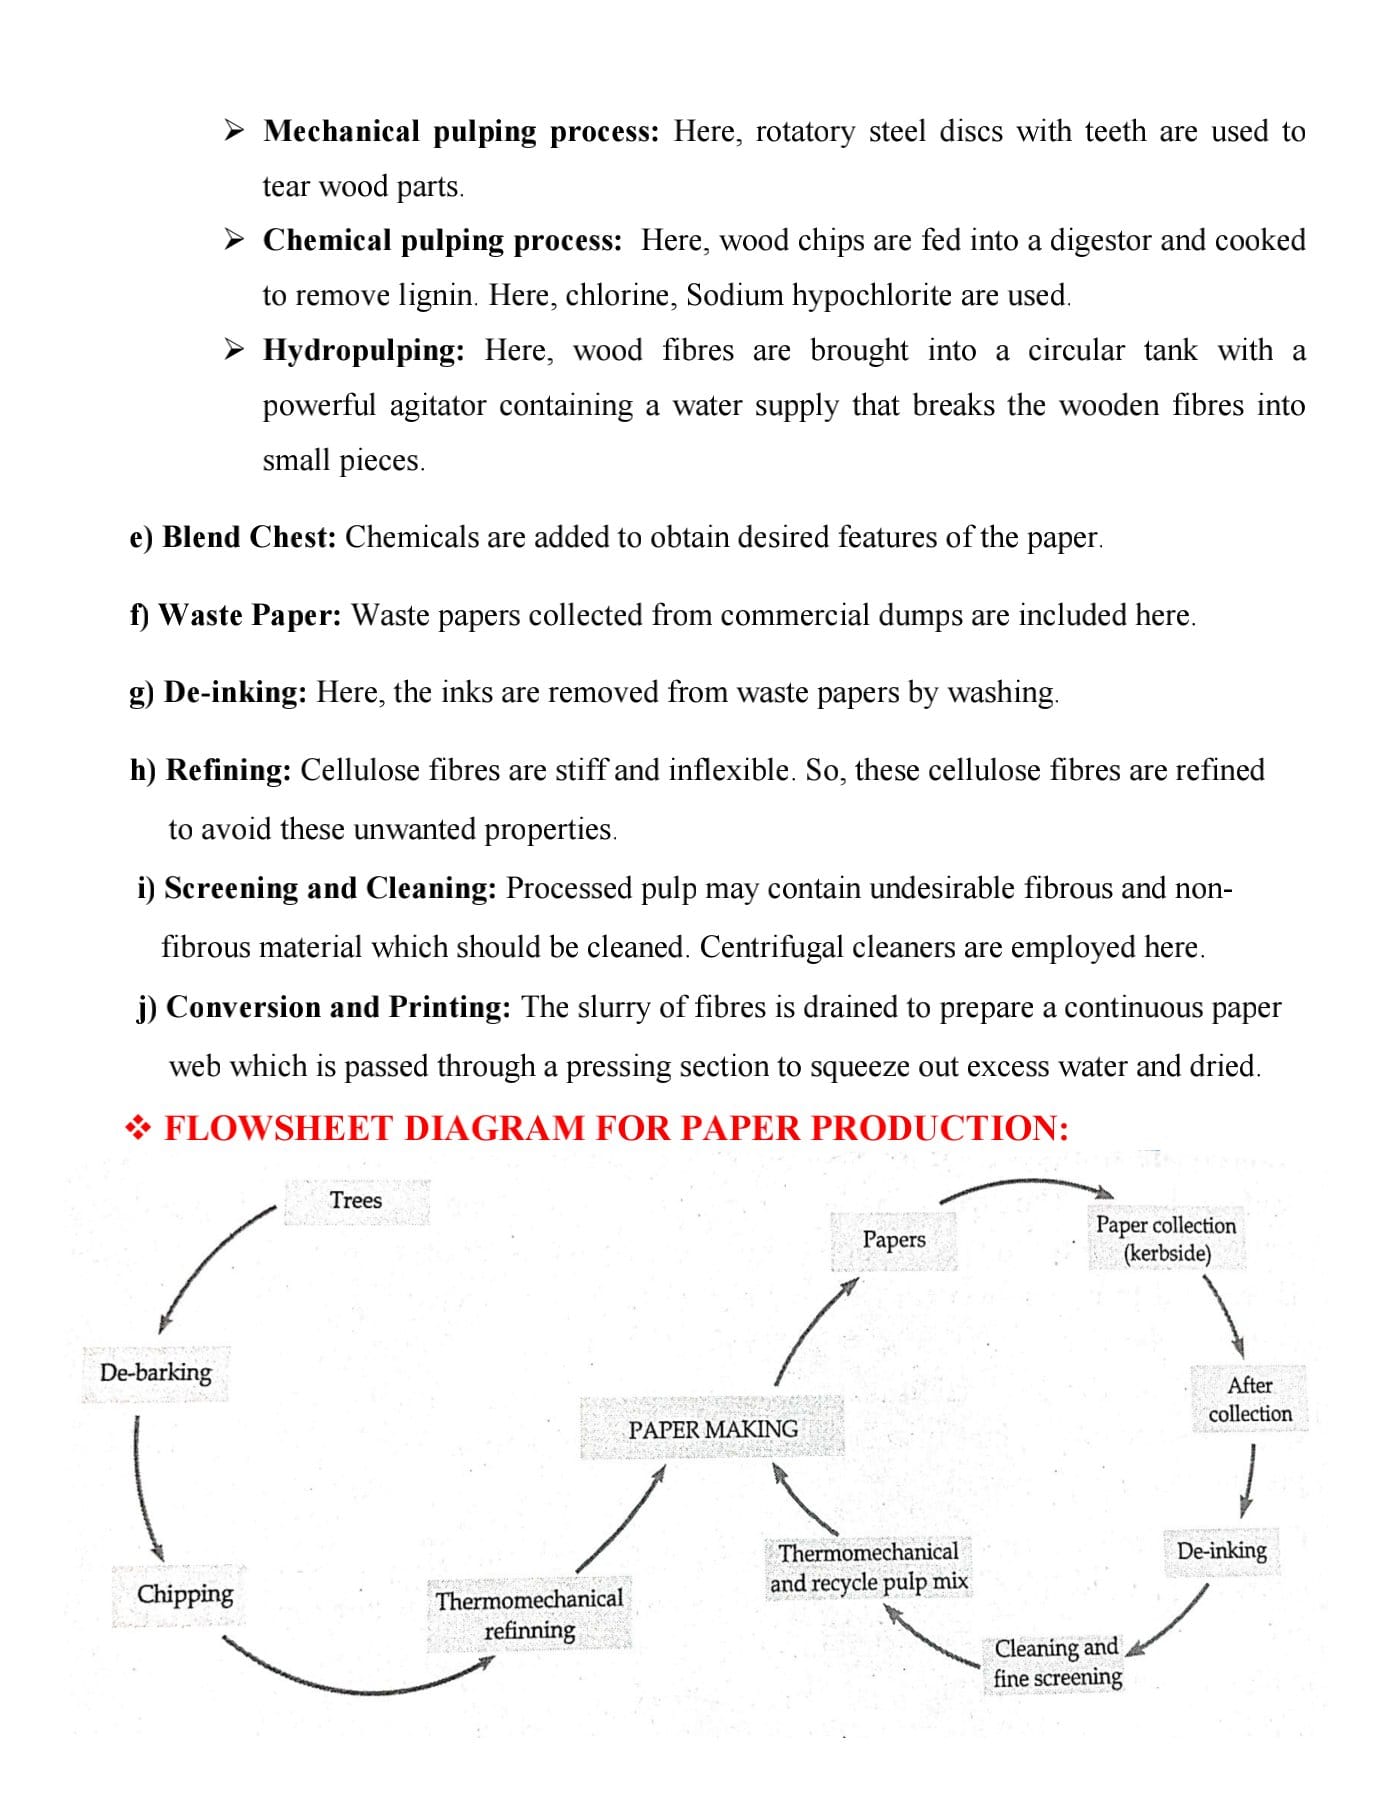 ➢ Mechanical pulping process: Here, rotatory steel discs with teeth are used to
tear wood parts.
➢ Chemical pulping process: Here, wood chips are fed into a digestor and cooked
to remove lignin. Here, chlorine, Sodium hypochlorite are used.
➢ Hydropulping: Here, wood fibres are brought into a circular tank with a
powerful agitator containing a water supply that breaks the wooden fibres into
small pieces.
e) Blend Chest: Chemicals are added to obtain desired features of the paper.
f) Waste Paper: Waste papers collected from commercial dumps are included here.
g) De-inking: Here, the inks are removed from waste papers by washing.
h) Refining: Cellulose fibres are stiff and inflexible. So, these cellulose fibres are refined
to avoid these unwanted properties.
i) Screening and Cleaning: Processed pulp may contain undesirable fibrous and non-
fibrous material which should be cleaned. Centrifugal cleaners are employed here.
j) Conversion and Printing: The slurry of fibres is drained to prepare a continuous paper
web which is passed through a pressing section to squeeze out excess water and dried.
❖ FLOWSHEET DIAGRAM FOR PAPER PRODUCTION:
Trees
De-barking
Chipping
Thermomechanical
refinning
PAPER MAKING
Papers
Paper collection
(kerbside)
After
collection
De-inking
Cleaning and
fine screening
Thermomechanical
and recycle pulp mix